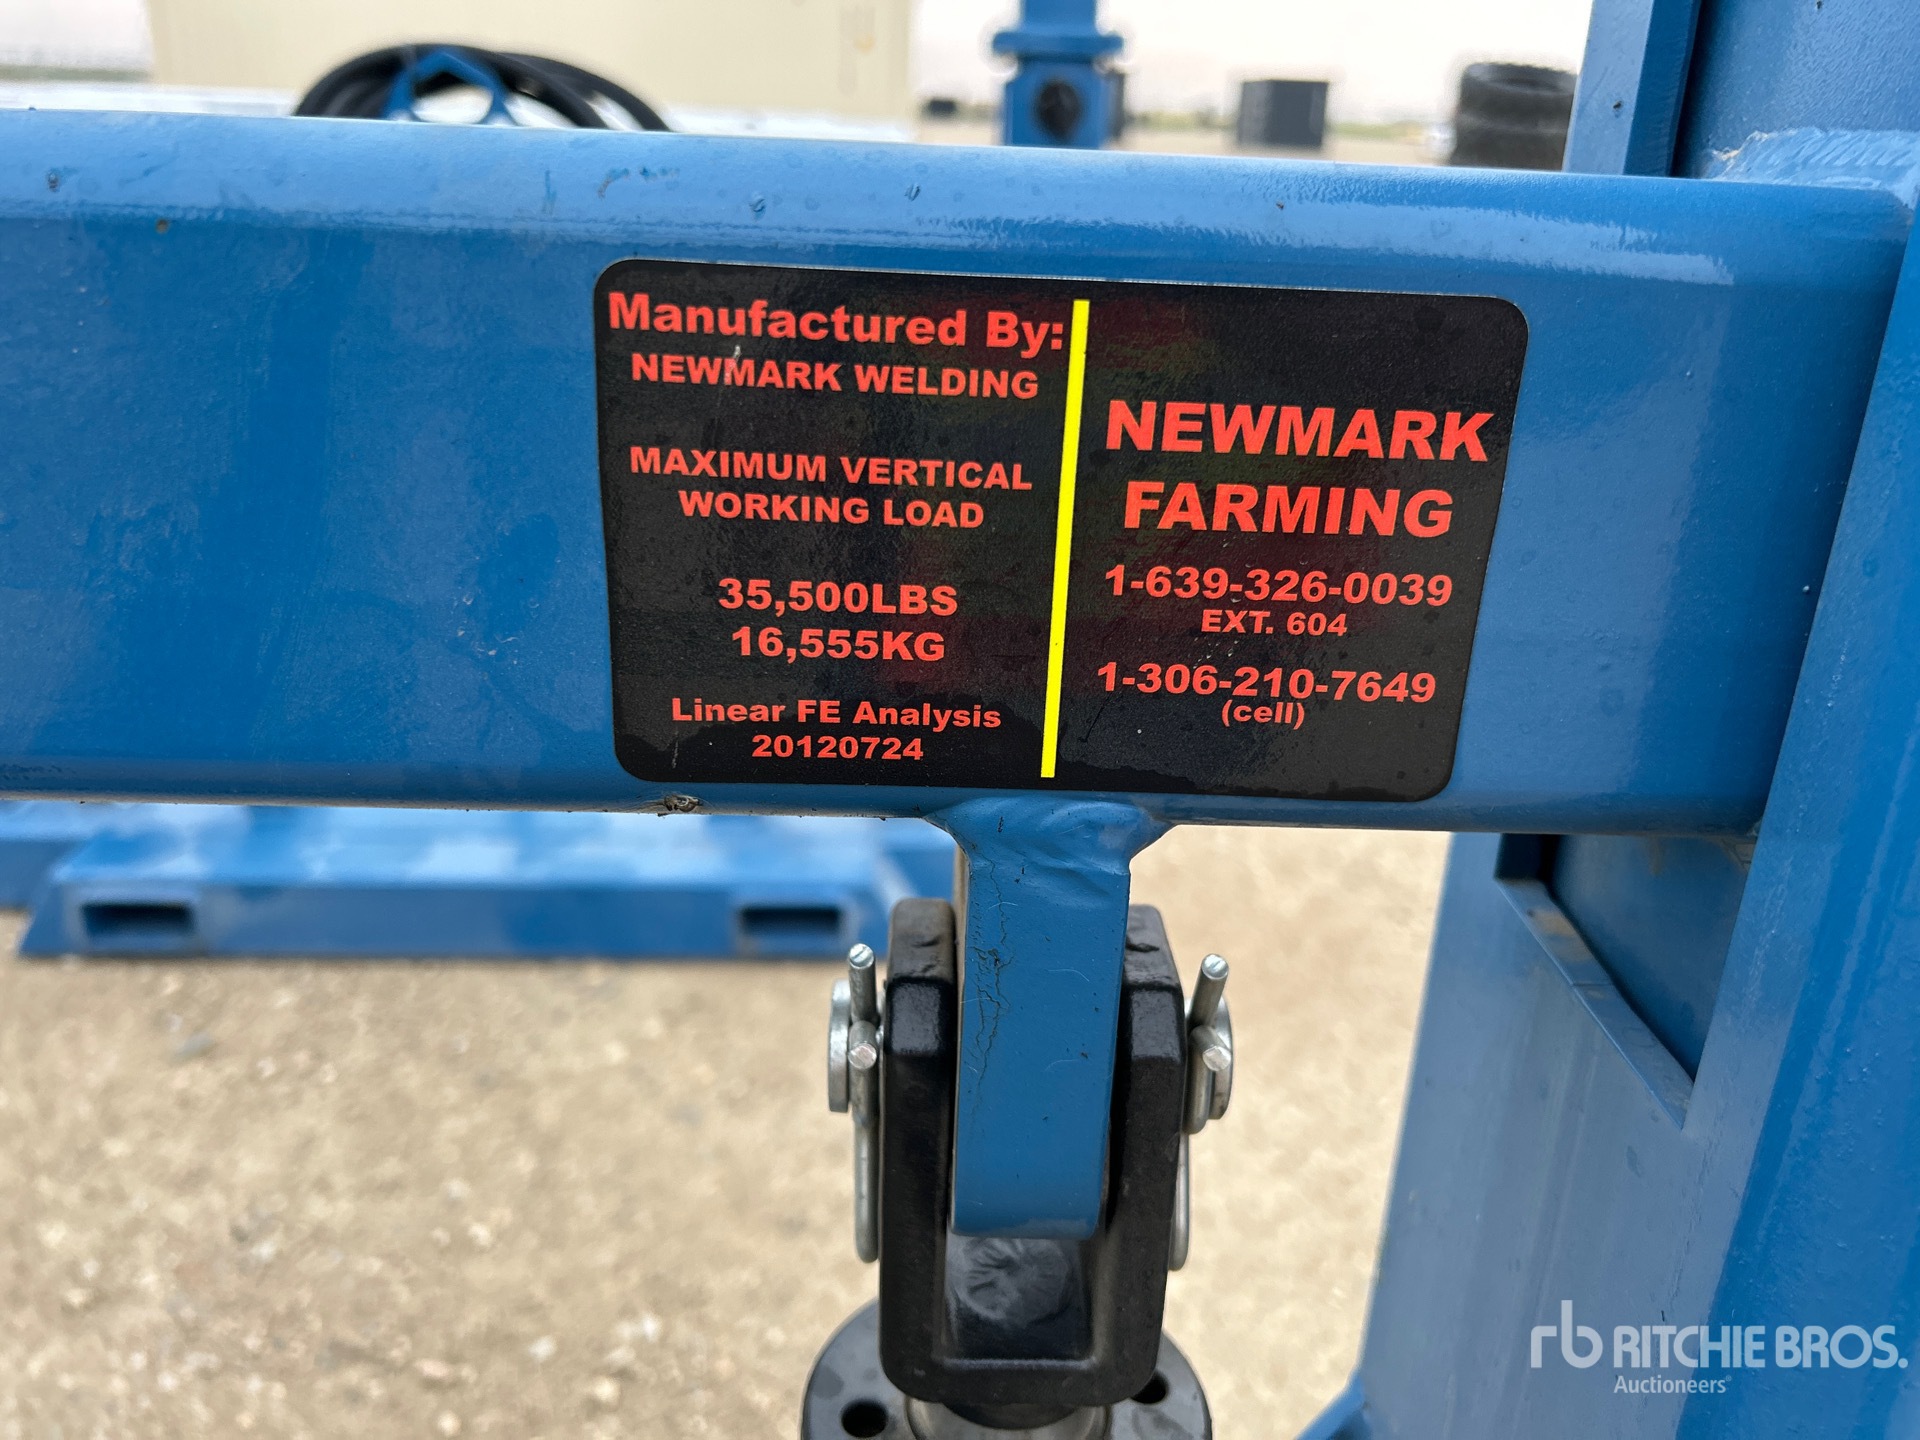 Manufactured By:
NEWMARK WELDING
MAXIMUM VERTICAL
WORKING LOAD
35,500LBS
16,555KG
Linear FE Analysis
20120724
NEWMARK
FARMING
1-639-326-0039
EXT. 604
1-306-210-7649
(cell)
rb RITCHIE BROS.
Auctioneers